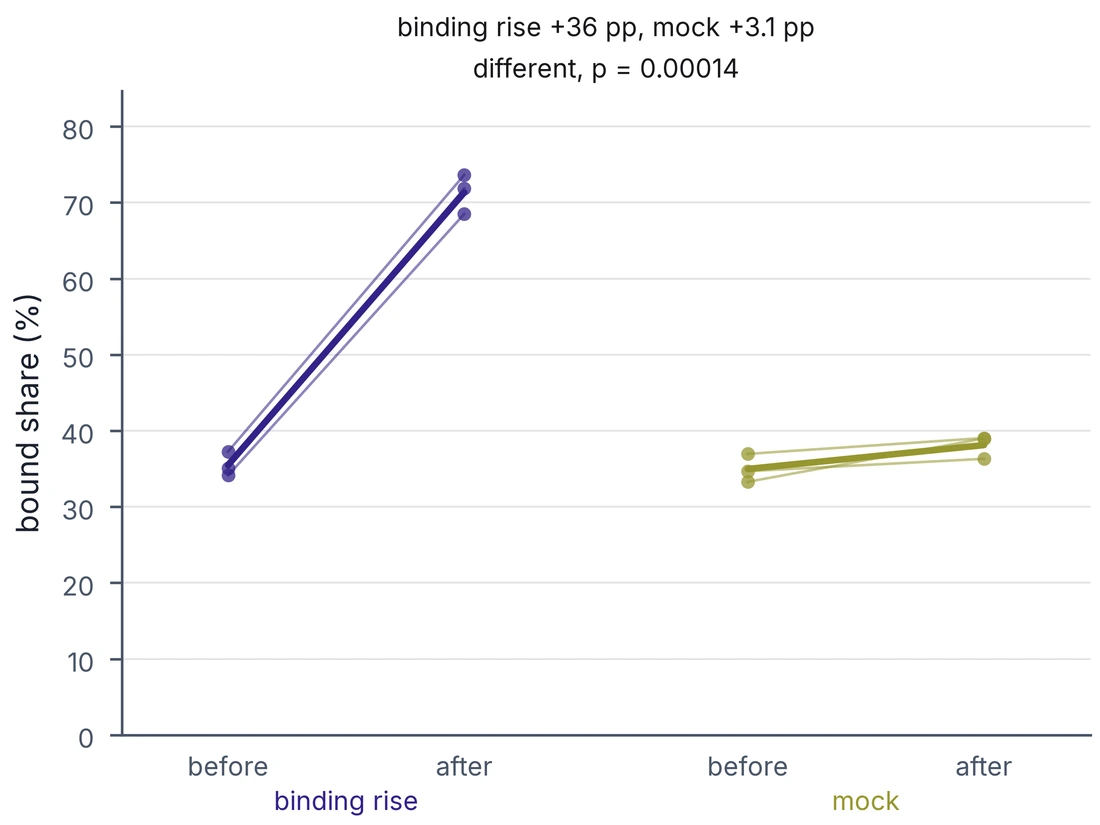 binding rise +36 pp, mock +3.1 pp
different, p = 0.00014
bound share (%)
80
70
60
50
40
30
20
10
0
before after before after
binding rise mock